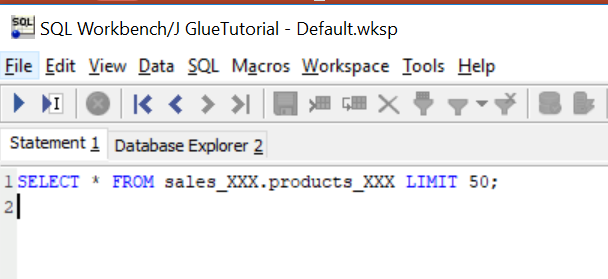 SQL
SQL Workbench/J GlueTutorial - Default.wksp
File Edit View Data SQL Macros Workspace Tools Help
Statement 1 Database Explorer 2
1 SELECT * FROM sales_XXX.products_XXX LIMIT 50;
2